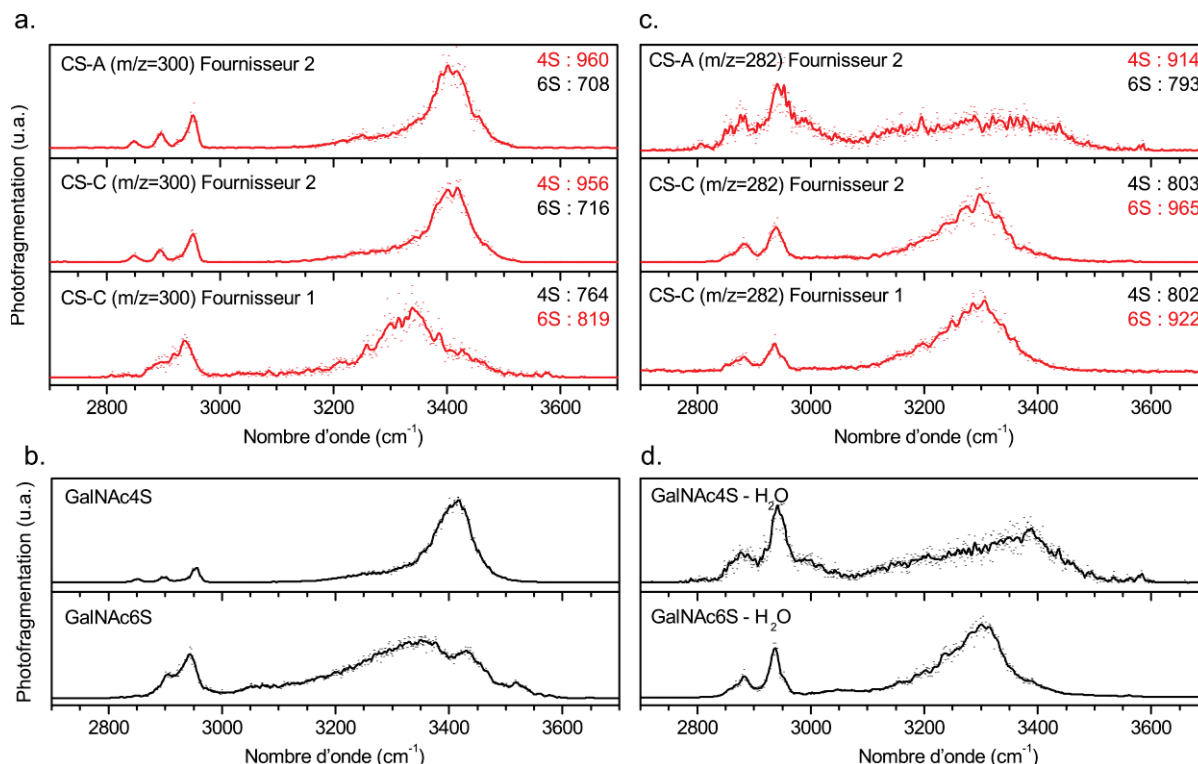 a.
CS-A (m/z=300) Fournisseur 2
4S : 960
6S : 708
CS-C (m/z=300) Fournisseur 2
4S : 956
6S : 716
CS-C (m/z=300) Fournisseur 1
4S : 764
6S : 819
Photofragmentation (u.a.)
2800 3000 3200 3400 3600
Nombre d'onde (cm-1)
c.
CS-A (m/z=282) Fournisseur 2
4S : 914
6S : 793
CS-C (m/z=282) Fournisseur 2
4S : 803
6S : 965
CS-C (m/z=282) Fournisseur 1
4S : 802
6S : 922
2800 3000 3200 3400 3600
Nombre d'onde (cm-1)
b.
GalNAc4S
GalNAc6S
Photofragmentation (u.a.)
2800 3000 3200 3400 3600
Nombre d'onde (cm-1)
d.
GalNAc4S - H2O
GalNAc6S - H2O
2800 3000 3200 3400 3600
Nombre d'onde (cm-1)